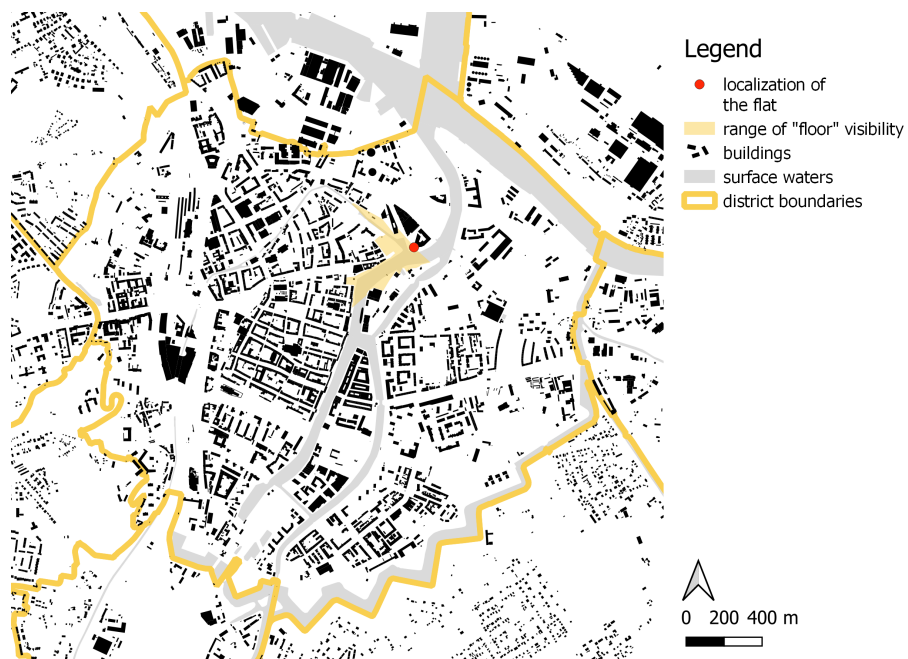 Legend
localization of
the flat
range of "floor" visibility
buildings
surface waters
district boundaries
0 200 400 m